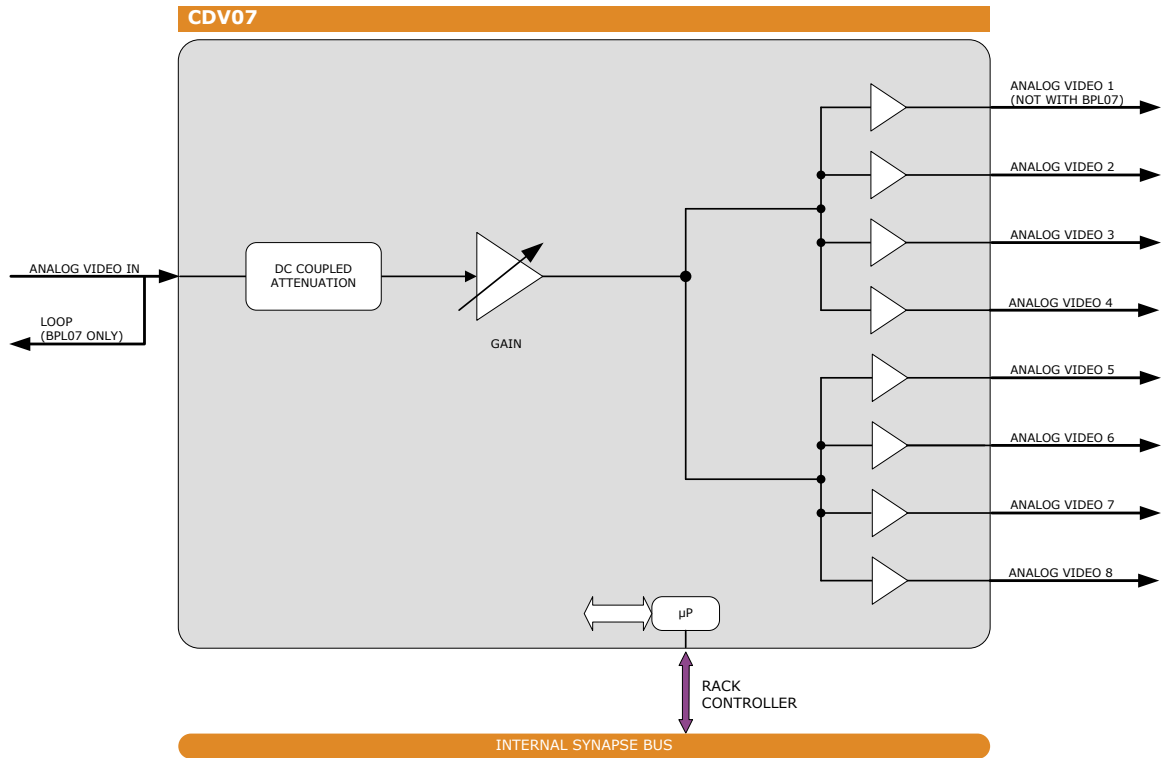 CDV07
ANALOG VIDEO 1
(NOT WITH BPL07)
ANALOG VIDEO 2
ANALOG VIDEO 3
ANALOG VIDEO IN
DC COUPLED
ATTENUATION
LOOP
(BPL07 ONLY)
GAIN
ANALOG VIDEO 4
ANALOG VIDEO 5
ANALOG VIDEO 6
ANALOG VIDEO 7
ANALOG VIDEO 8
µP
RACK
CONTROLLER
INTERNAL SYNAPSE BUS